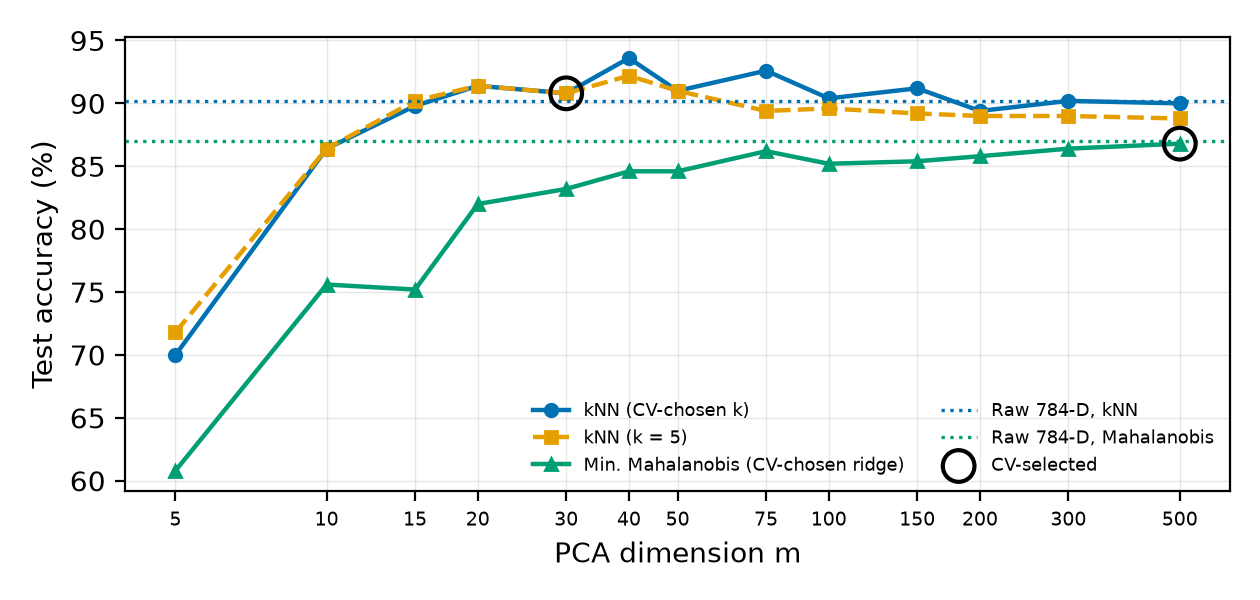 95
90
85
80
75
70
65
60
Test accuracy (%)
kNN (CV-chosen k)
kNN (k = 5)
Min. Mahalanobis (CV-chosen ridge)
Raw 784-D, kNN
Raw 784-D, Mahalanobis
CV-selected
5 10 15 20 30 40 50 75 100 150 200 300 500
PCA dimension m